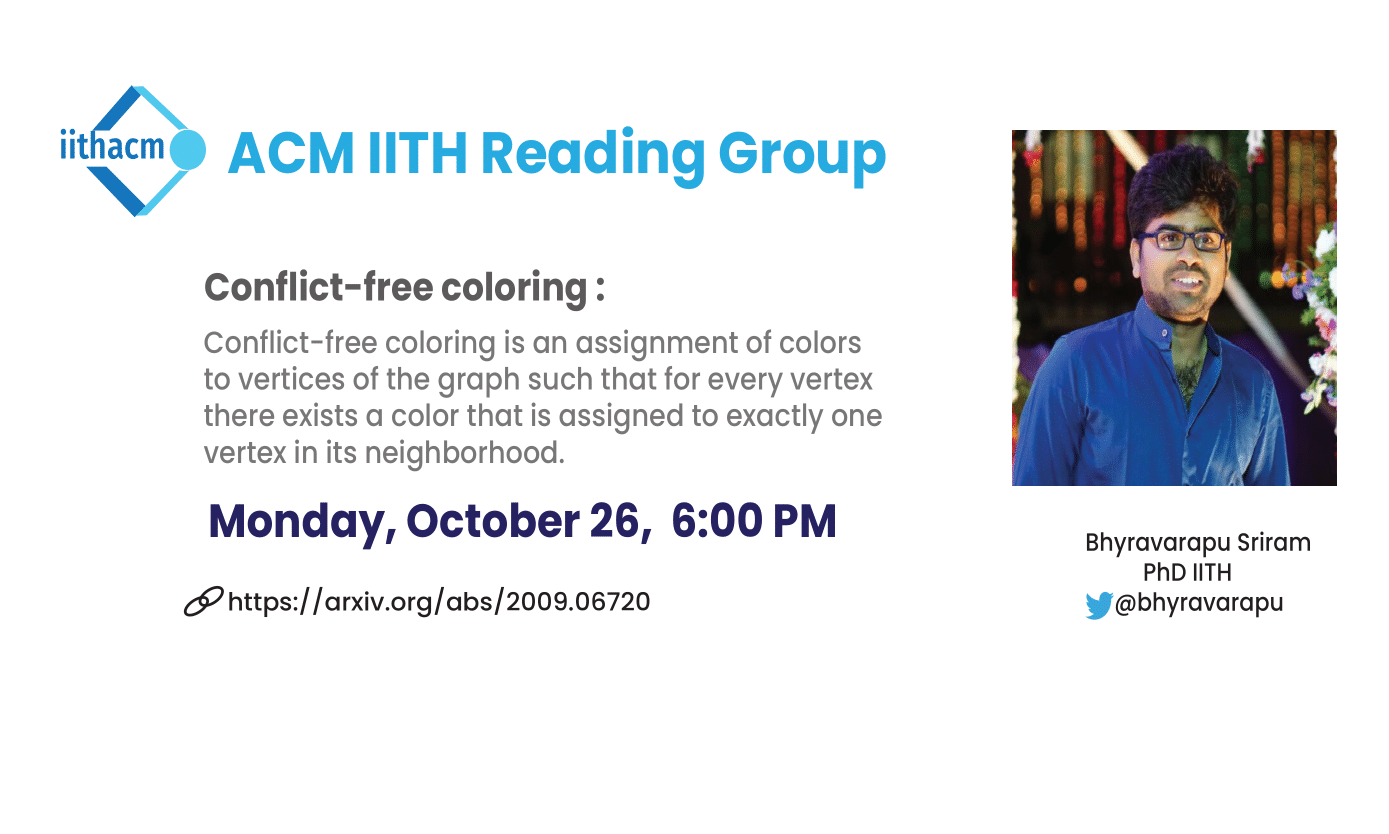 iithacm
ACM IITH Reading Group
Conflict-free coloring :
Conflict-free coloring is an assignment of colors
to vertices of the graph such that for every vertex
there exists a color that is assigned to exactly one
vertex in its neighborhood.
Monday, October 26, 6:00 PM
https://arxiv.org/abs/2009.06720
Bhyravarapu Sriram
PhD IITH
@bhyravarapu